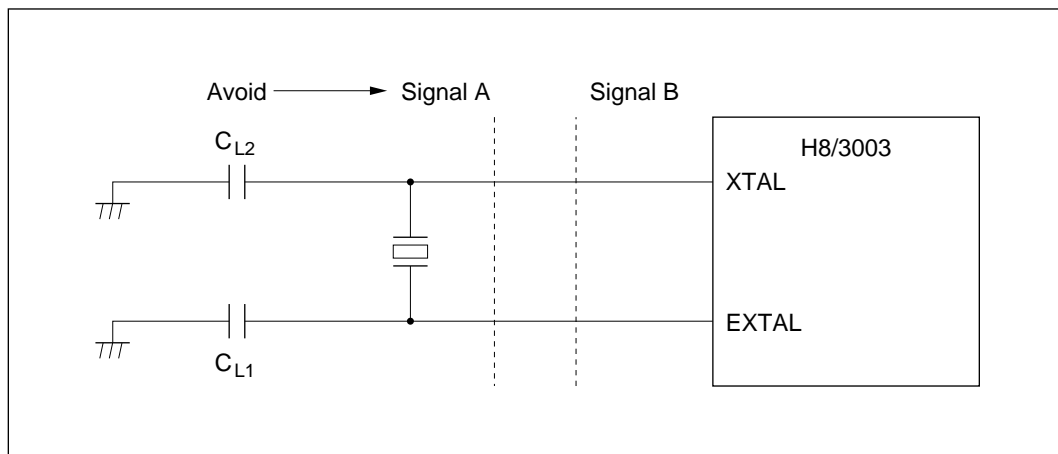 Avoid Signal A Signal B
CL2
H8/3003
XTAL
EXTAL
CL1